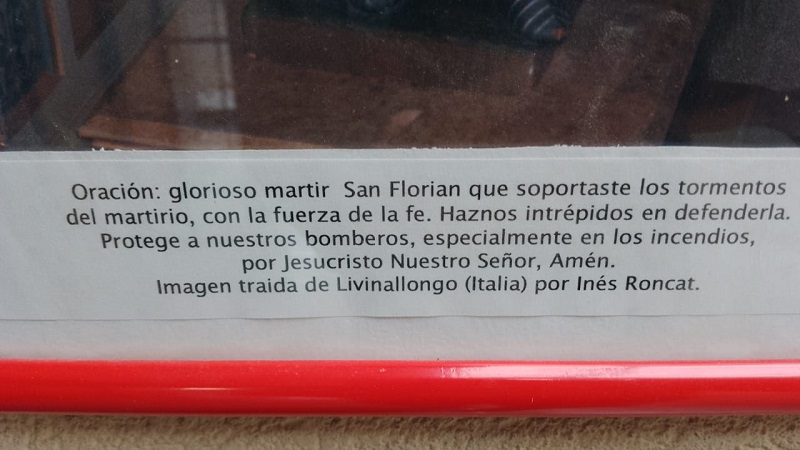 Oración: glorioso martir San Florian que soportaste los tormentos
del martirio, con la fuerza de la fe. Haznos intrépidos en defenderla.
Protege a nuestros bomberos, especialmente en los incendios,
por Jesucristo Nuestro Señor, Amén.
Imagen traida de Livinallongo (Italia) por Inés Roncat.